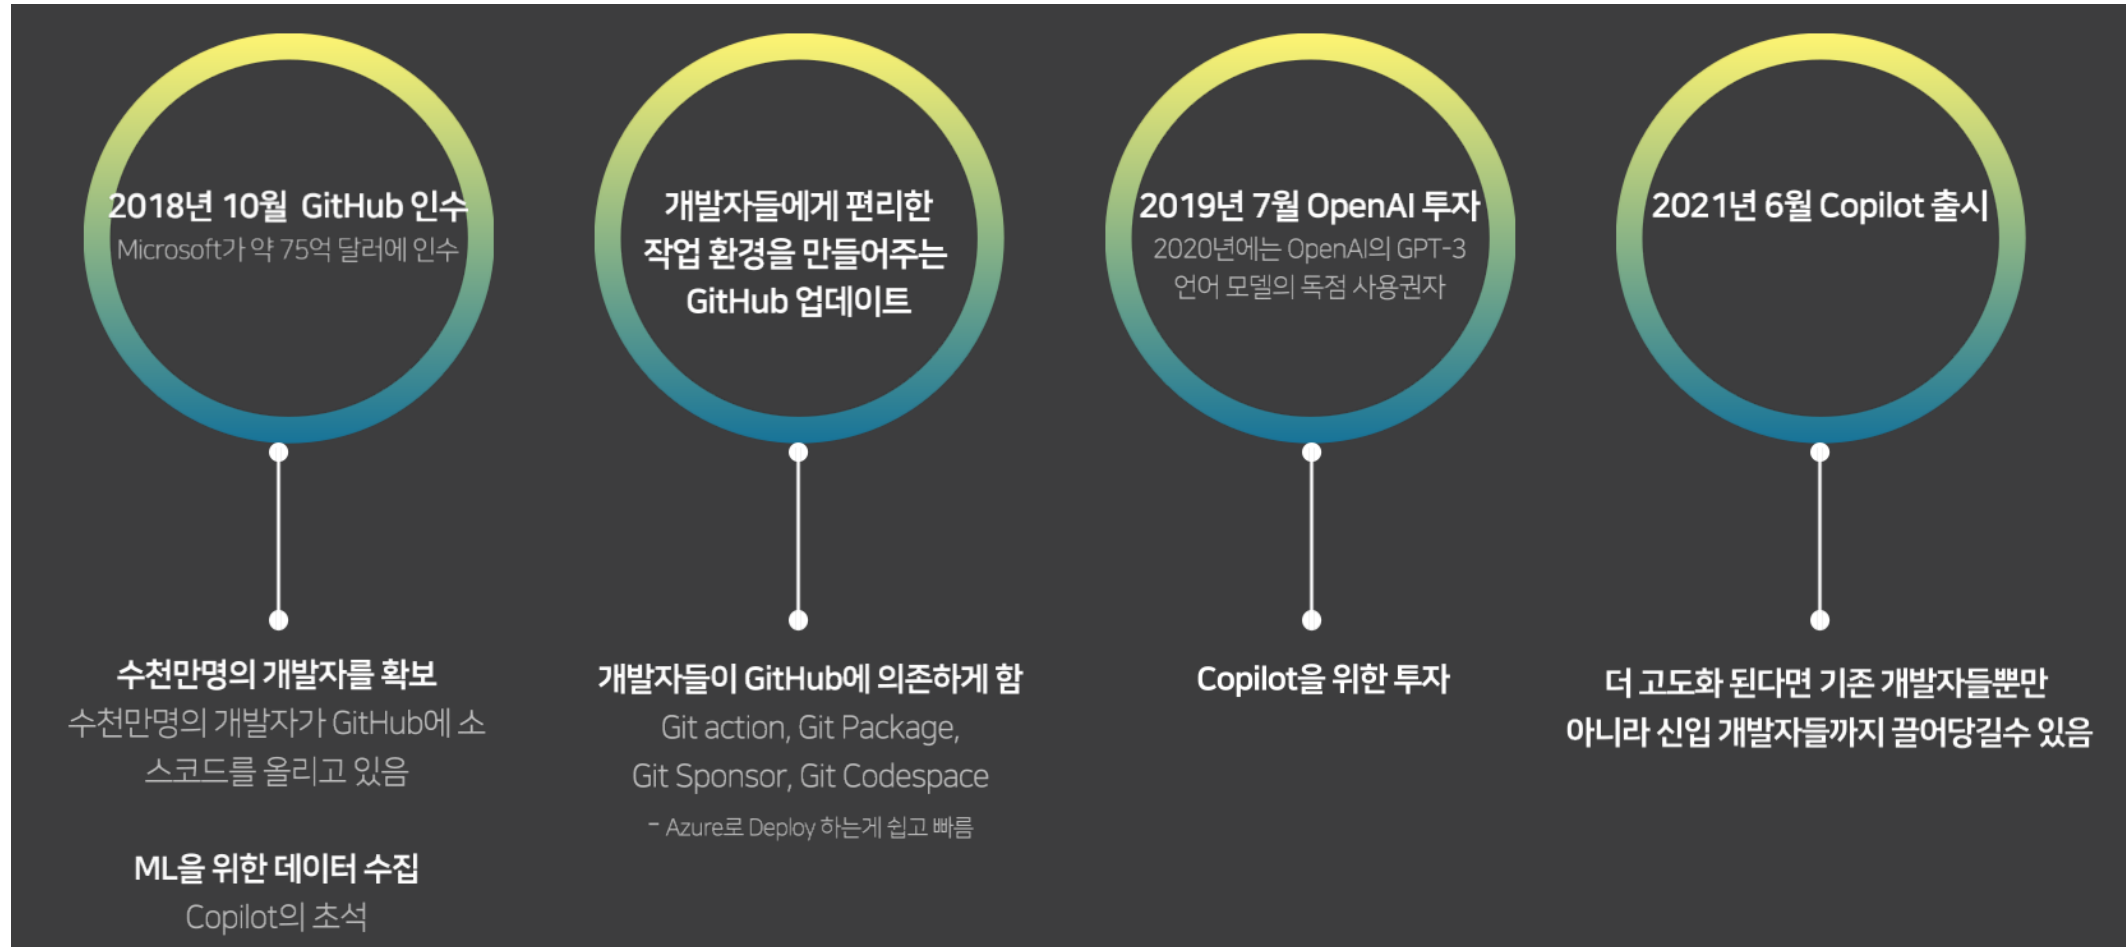 2018년 10월 GitHub 인수
Microsoft가 약 75억 달러에 인수
수천만명의 개발자를 확보
수천만명의 개발자가 GitHub에 소
스코드를 올리고 있음
ML을 위한 데이터 수집
Copilot의 초석
개발자들에게 편리한
작업 환경을 만들어주는
GitHub 업데이트
개발자들이 GitHub에 의존하게 함
Git action, Git Package,
Git Sponsor, Git Codespace
- Azure로 Deploy 하는게 쉽고 빠름
2019년 7월 OpenAI 투자
2020년에는 OpenAI의 GPT-3
언어 모델의 독점 사용권자
Copilot을 위한 투자
2021년 6월 Copilot 출시
더 고도화 된다면 기존 개발자들뿐만
아니라 신입 개발자들까지 끌어당길수 있음